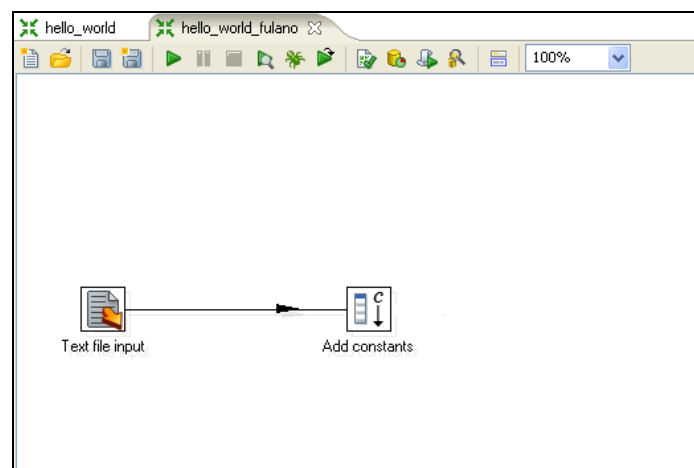 hello_world
hello_world_fulano
100%
Text file input
C
Add constants